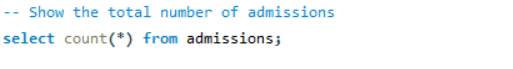 -- Show the total number of admissions
select count(*) from admissions;